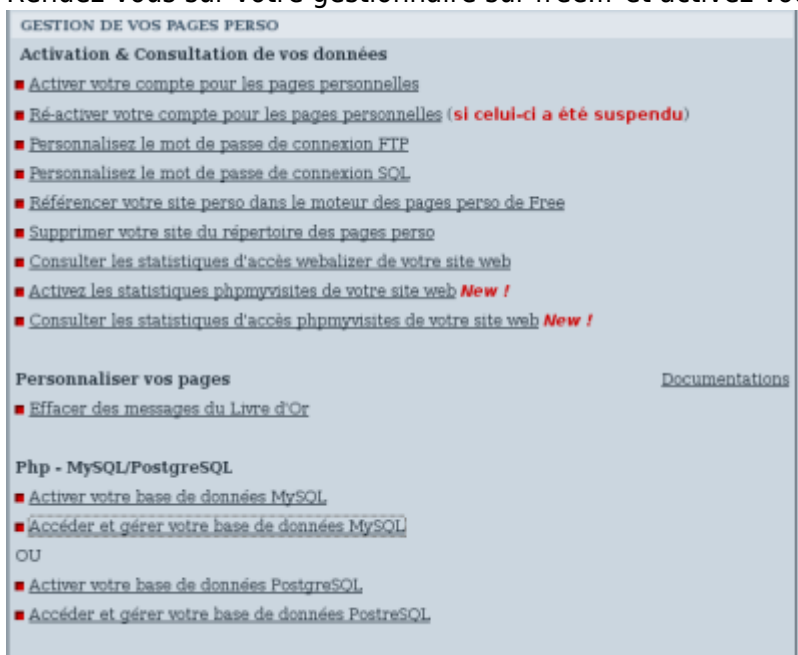 GESTION DE VOS PAGES PERSO
Activation & Consultation de vos données
Activer votre compte pour les pages personnelles
Ré-activer votre compte pour les pages personnelles (si celui-ci a été suspendu)
Personnalisez le mot de passe de connexion FTP
Personnalisez le mot de passe de connexion SQL
Référencer votre site perso dans le moteur des pages perso de Free
Supprimer votre site du répertoire des pages perso
Consulter les statistiques d'accès webalizer de votre site web
Activez les statistiques phpmyvisites de votre site web New !
Consulter les statistiques d'accès phpmyvisites de votre site web New !
Personnaliser vos pages Documentations
Effacer des messages du Livre d'Or
Php - MySQL/PostgreSQL
Activer votre base de données MySQL
Accéder et gérer votre base de données MySQL
OU
Activer votre base de données PostgreSQL
Accéder et gérer votre base de données PostreSQL